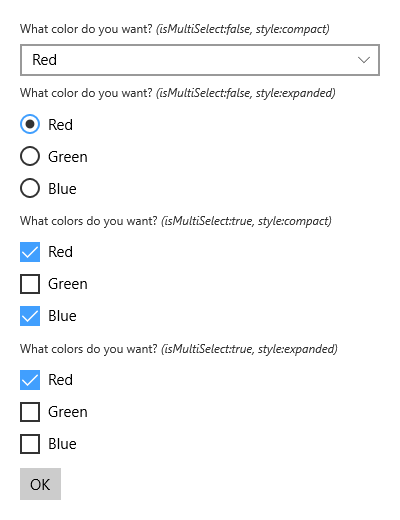 What color do you want? (isMultiSelect:false, style:compact)
Red
What color do you want? (isMultiSelect:false, style:expanded)
Red
Green
Blue
What colors do you want? (isMultiSelect:true, style:compact)
Red
Green
Blue
What colors do you want? (isMultiSelect:true, style:expanded)
Red
Green
Blue
OK